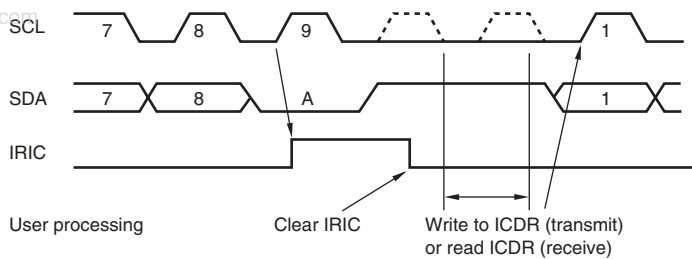 .com
SCL 7 8 9 1
SDA 7 8 A 1
IRIC
User processing Clear IRIC Write to ICDR (transmit)
or read ICDR (receive)